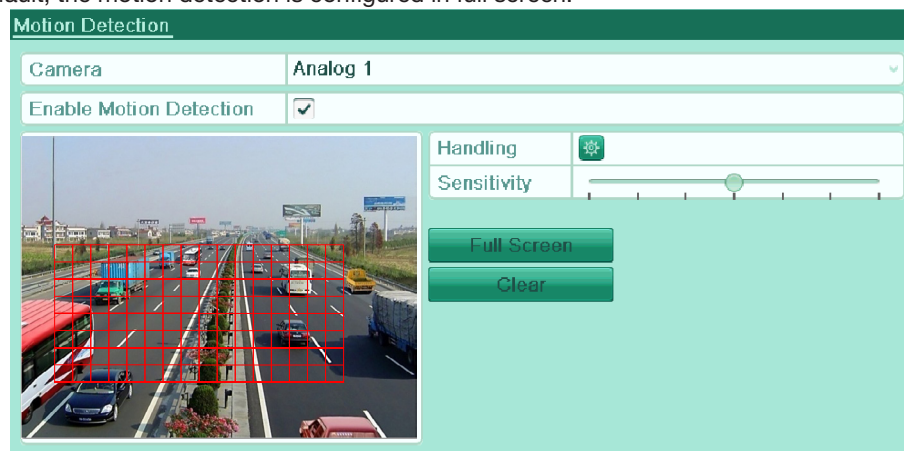 fault, the motion detection is configured in full screen.
Motion Detection
Camera Analog 1
Enable Motion Detection
Handling
Sensitivity
Full Screen
Clear